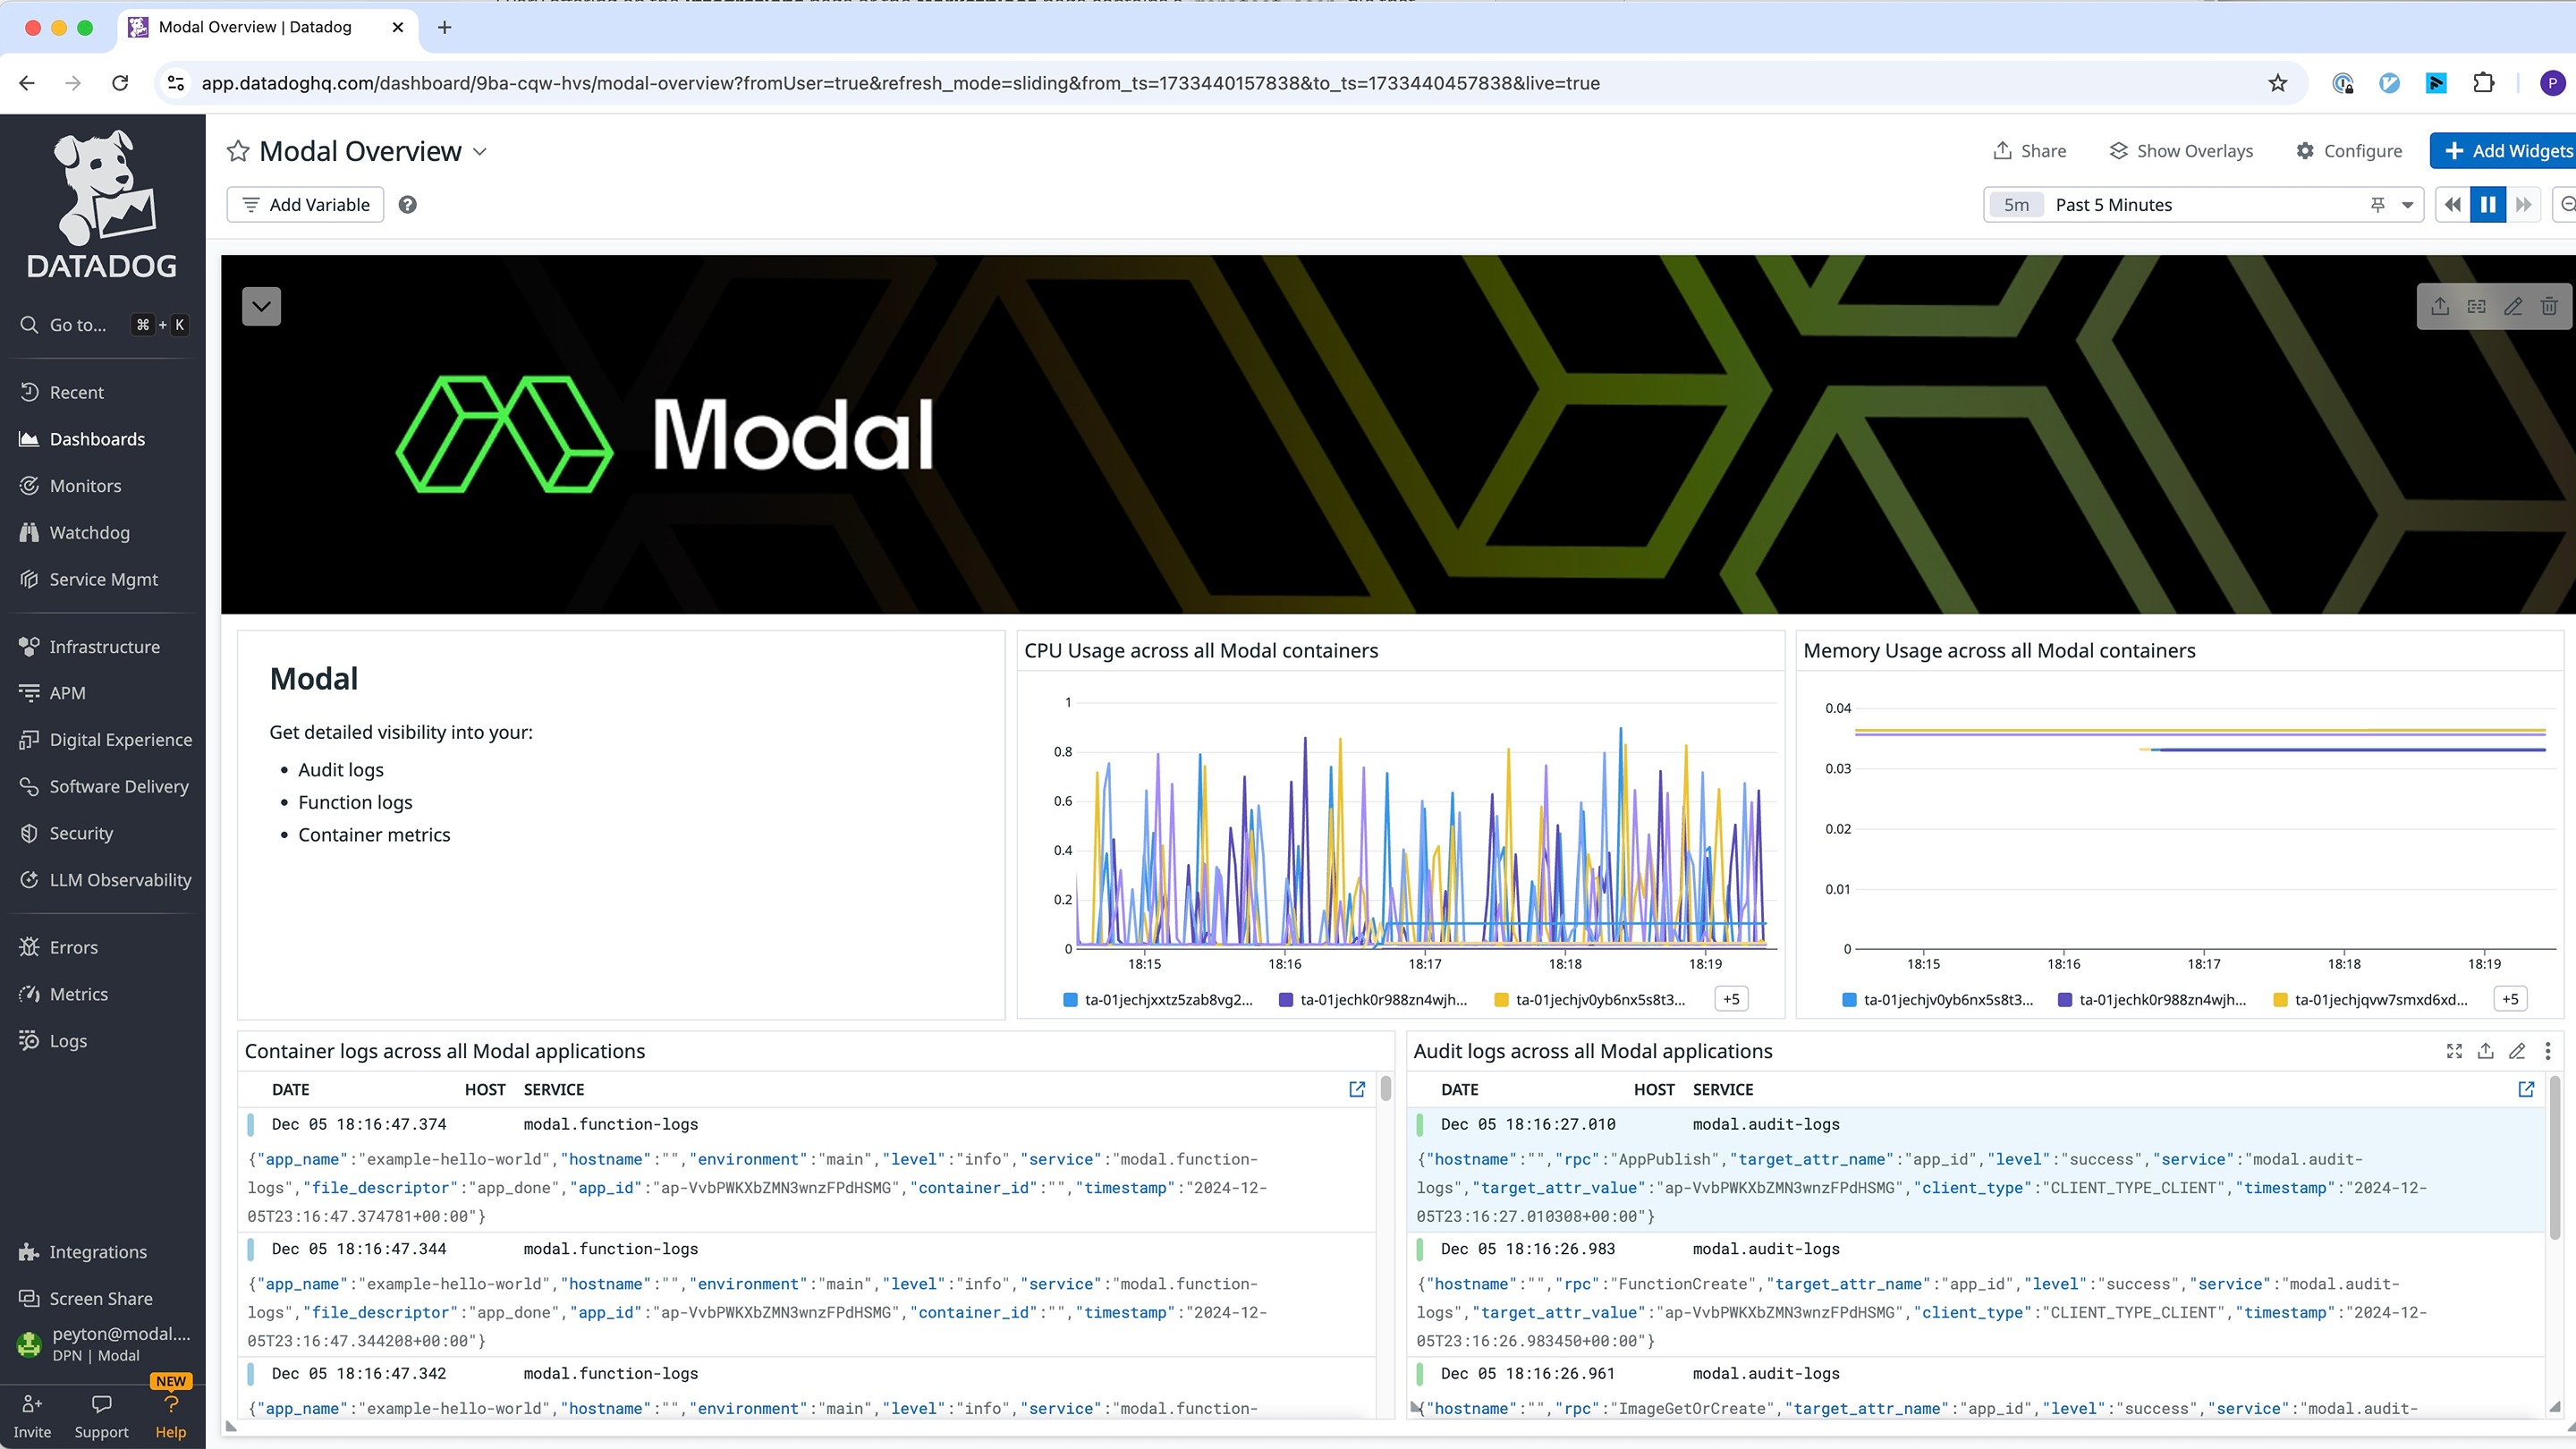 Modal Overview | Datadog
app.datadoghq.com/dashboard/9ba-cqw-hvs/modal-overview?fromUser=true&refresh_mode=sliding&from_ts=1733440157838&to_ts=1733440457838&live=true
P
DATADOG
Go to... ⌘ + K
Recent
Dashboards
Monitors
Watchdog
Service Mgmt
Infrastructure
APM
Digital Experience
Software Delivery
Security
LLM Observability
Errors
Metrics
Logs
Integrations
Screen Share
peyton@modal....
DPN | Modal
NEW
Invite Support Help
Modal Overview
Share Show Overlays Configure + Add Widgets
Add Variable
5m Past 5 Minutes
Modal
Modal
Get detailed visibility into your:
• Audit logs
• Function logs
• Container metrics
CPU Usage across all Modal containers
1
0.8
0.6
0.4
0.2
0
18:15 18:16 18:17 18:18 18:19
ta-01jechjxxtz5zab8vg2... ta-01jechk0r988zn4wjh... ta-01jechjv0yb6nx5s8t3... +5
Memory Usage across all Modal containers
0.04
0.03
0.02
0.01
0
18:15 18:16 18:17 18:18 18:19
ta-01jechjv0yb6nx5s8t3... ta-01jechk0r988zn4wjh... ta-01jechjqvw7smxd6xd... +5
Container logs across all Modal applications
DATE HOST SERVICE
Dec 05 18:16:47.374 modal.function-logs
{"app_name":"example-hello-world","hostname":"","environment":"main","level":"info","service":"modal.function-
logs","file_descriptor":"app_done","app_id":"ap-VvbPWKXbZMN3wnzFPdHSMG","container_id":"","timestamp":"2024-12-
05T23:16:47.374781+00:00"}
Dec 05 18:16:47.344 modal.function-logs
{"app_name":"example-hello-world","hostname":"","environment":"main","level":"info","service":"modal.function-
logs","file_descriptor":"app_done","app_id":"ap-VvbPWKXbZMN3wnzFPdHSMG","container_id":"","timestamp":"2024-12-
05T23:16:47.344208+00:00"}
Dec 05 18:16:47.342 modal.function-logs
{"app_name":"example-hello-world","hostname":"","environment":"main","level":"info","service":"modal.function-
Audit logs across all Modal applications
DATE HOST SERVICE
Dec 05 18:16:27.010 modal.audit-logs
{"hostname":"","rpc":"AppPublish","target_attr_name":"app_id","level":"success","service":"modal.audit-
logs","target_attr_value":"ap-VvbPWKXbZMN3wnzFPdHSMG","client_type":"CLIENT_TYPE_CLIENT","timestamp":"2024-12-
05T23:16:27.010308+00:00"}
Dec 05 18:16:26.983 modal.audit-logs
{"hostname":"","rpc":"FunctionCreate","target_attr_name":"app_id","level":"success","service":"modal.audit-
logs","target_attr_value":"ap-VvbPWKXbZMN3wnzFPdHSMG","client_type":"CLIENT_TYPE_CLIENT","timestamp":"2024-12-
05T23:16:26.983450+00:00"}
Dec 05 18:16:26.961 modal.audit-logs
{"hostname":"","rpc":"ImageGetOrCreate","target_attr_name":"app_id","level":"success","service":"modal.audit-